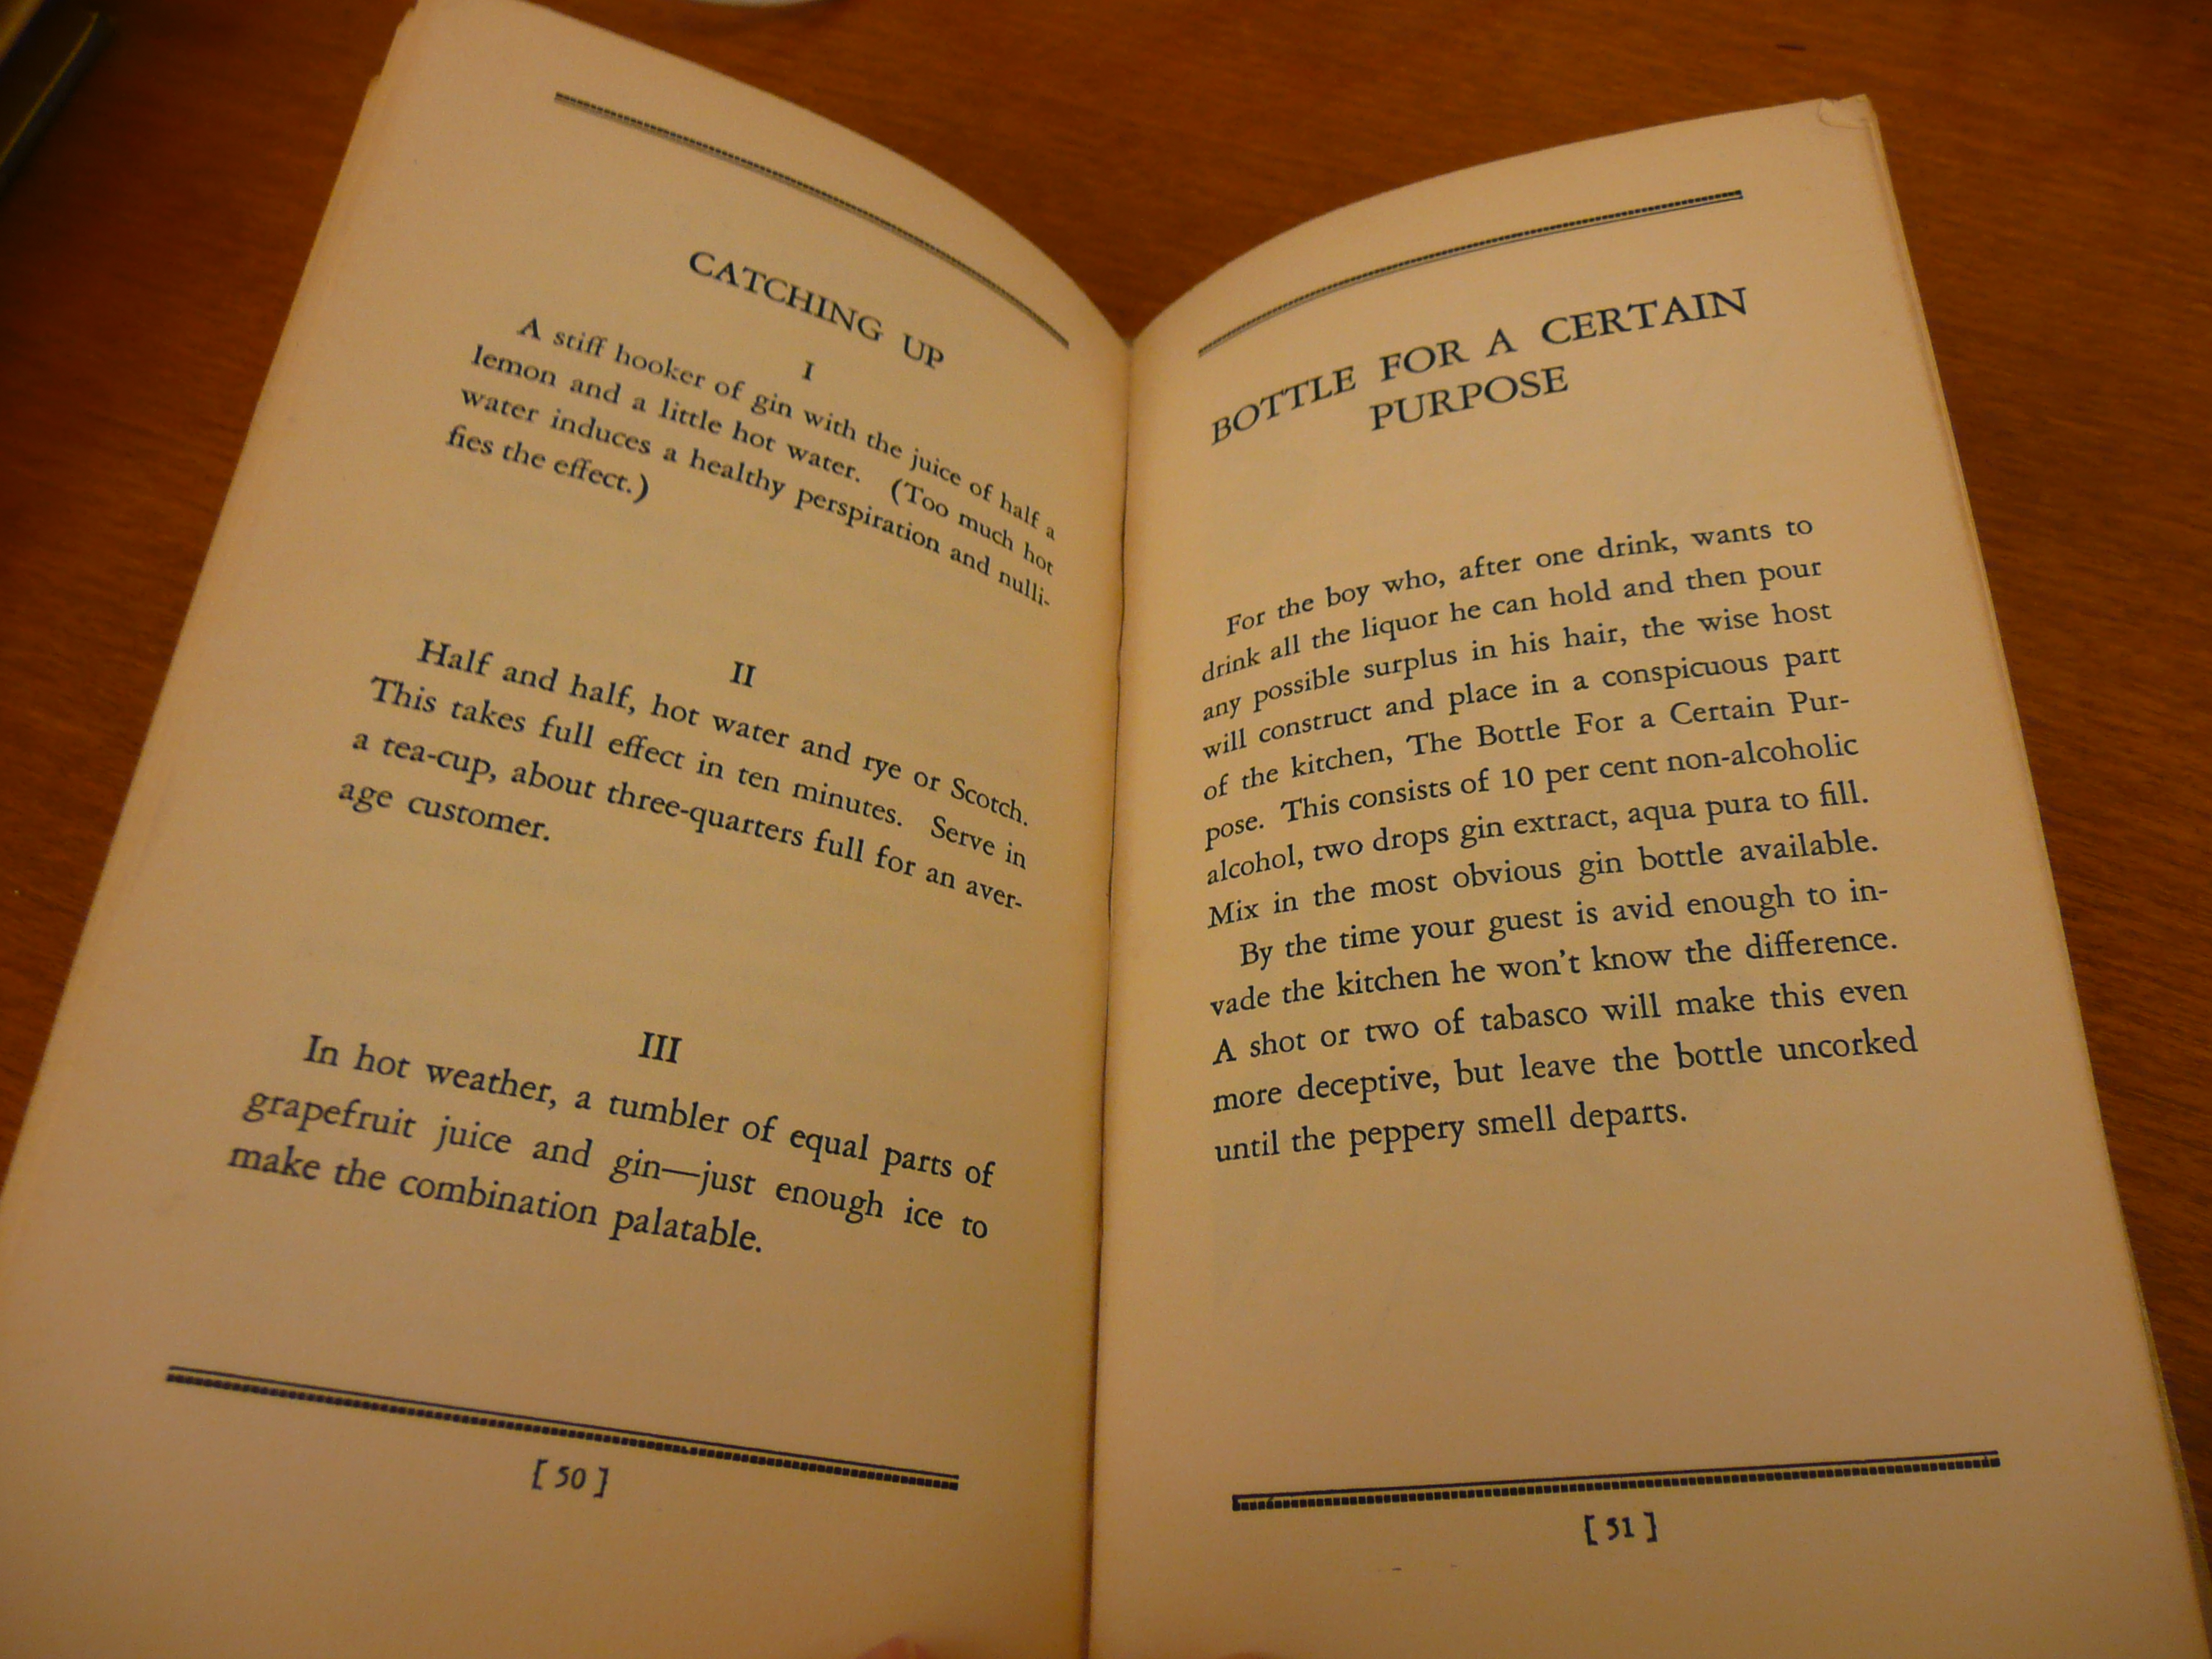 CATCHING UP
I
A stiff hooker of gin with the juice of half a
lemon and a little hot water. (Too much hot
water induces a healthy perspiration and nulli-
fies the effect.)
II
Half and half, hot water and rye or Scotch.
This takes full effect in ten minutes. Serve in
a tea-cup, about three-quarters full for an aver-
age customer.
III
In hot weather, a tumbler of equal parts of
grapefruit juice and gin—just enough ice to
make the combination palatable.
[ 50 ]
BOTTLE FOR A CERTAIN
PURPOSE
For the boy who, after one drink, wants to
drink all the liquor he can hold and then pour
any possible surplus in his hair, the wise host
will construct and place in a conspicuous part
of the kitchen, The Bottle For a Certain Pur-
pose. This consists of 10 per cent non-alcoholic
alcohol, two drops gin extract, aqua pura to fill.
Mix in the most obvious gin bottle available.
By the time your guest is avid enough to in-
vade the kitchen he won't know the difference.
A shot or two of tabasco will make this even
more deceptive, but leave the bottle uncorked
until the peppery smell departs.
[ 51 ]